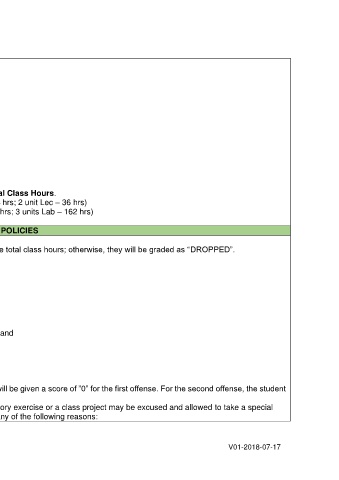 al Class Hours.
hrs; 2 unit Lec – 36 hrs)
hrs; 3 units Lab – 162 hrs)
POLICIES
e total class hours; otherwise, they will be graded as “DROPPED”.
and
will be given a score of “0” for the first offense. For the second offense, the student
ory exercise or a class project may be excused and allowed to take a special
ny of the following reasons:
V01-2018-07-17